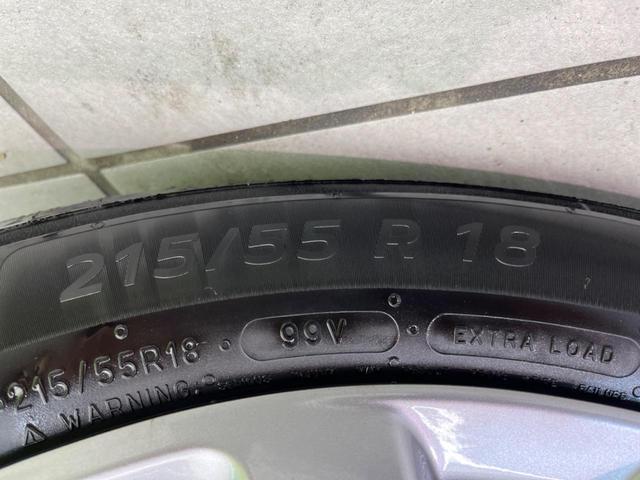 215/55 R 18
215/55R18 99V EXTRA LOAD
⚠ WARNING: